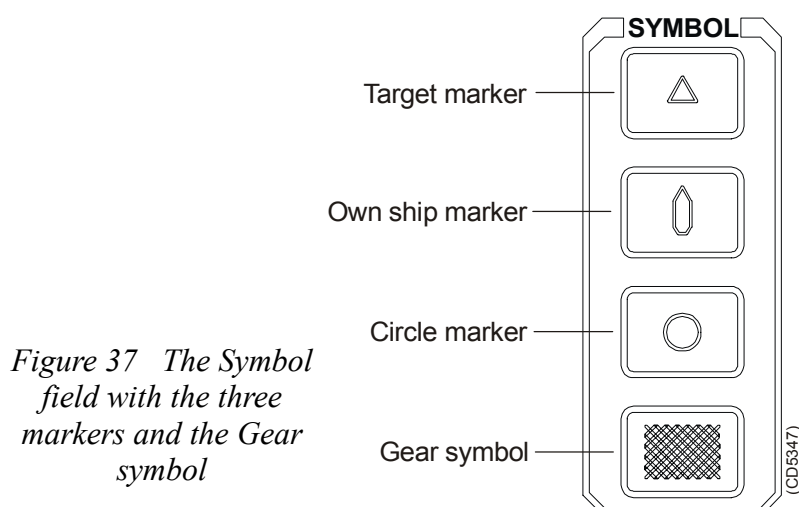 SYMBOL
Target marker
Own ship marker
Circle marker
Gear symbol
Figure 37 The Symbol
field with the three
markers and the Gear
symbol
(CD5347)